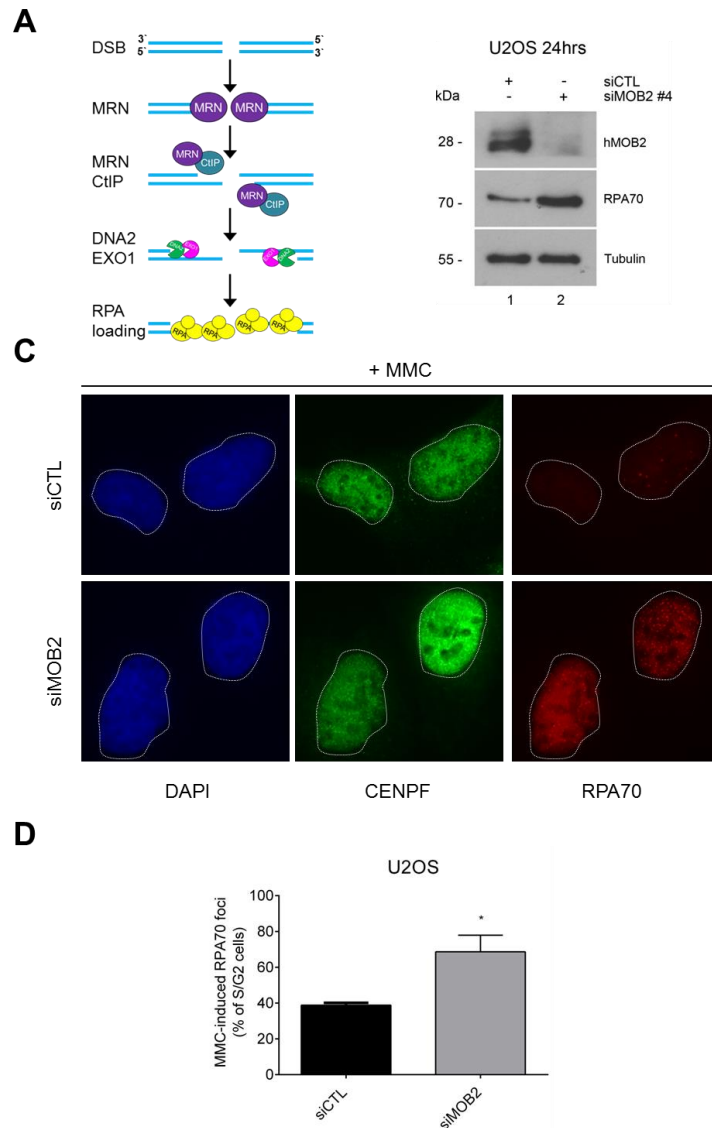 A
3` 5`
DSB 5` 3`
MRN MRN MRN
MRN
CtIP
MRN CtIP
MRN CtIP
DNA2
EXO1
RPA
loading
RPA RPA RPA RPA
U2OS 24hrs
+ - siCTL
kDa - + siMOB2 #4
28 - hMOB2
70 - RPA70
55 - Tubulin
1 2
C
+ MMC
siCTL
siMOB2
DAPI CENPF RPA70
D
U2OS
MMC-induced RPA70 foci
(% of S/G2 cells)
100
80
60
40
20
0
*
siCTL siMOB2